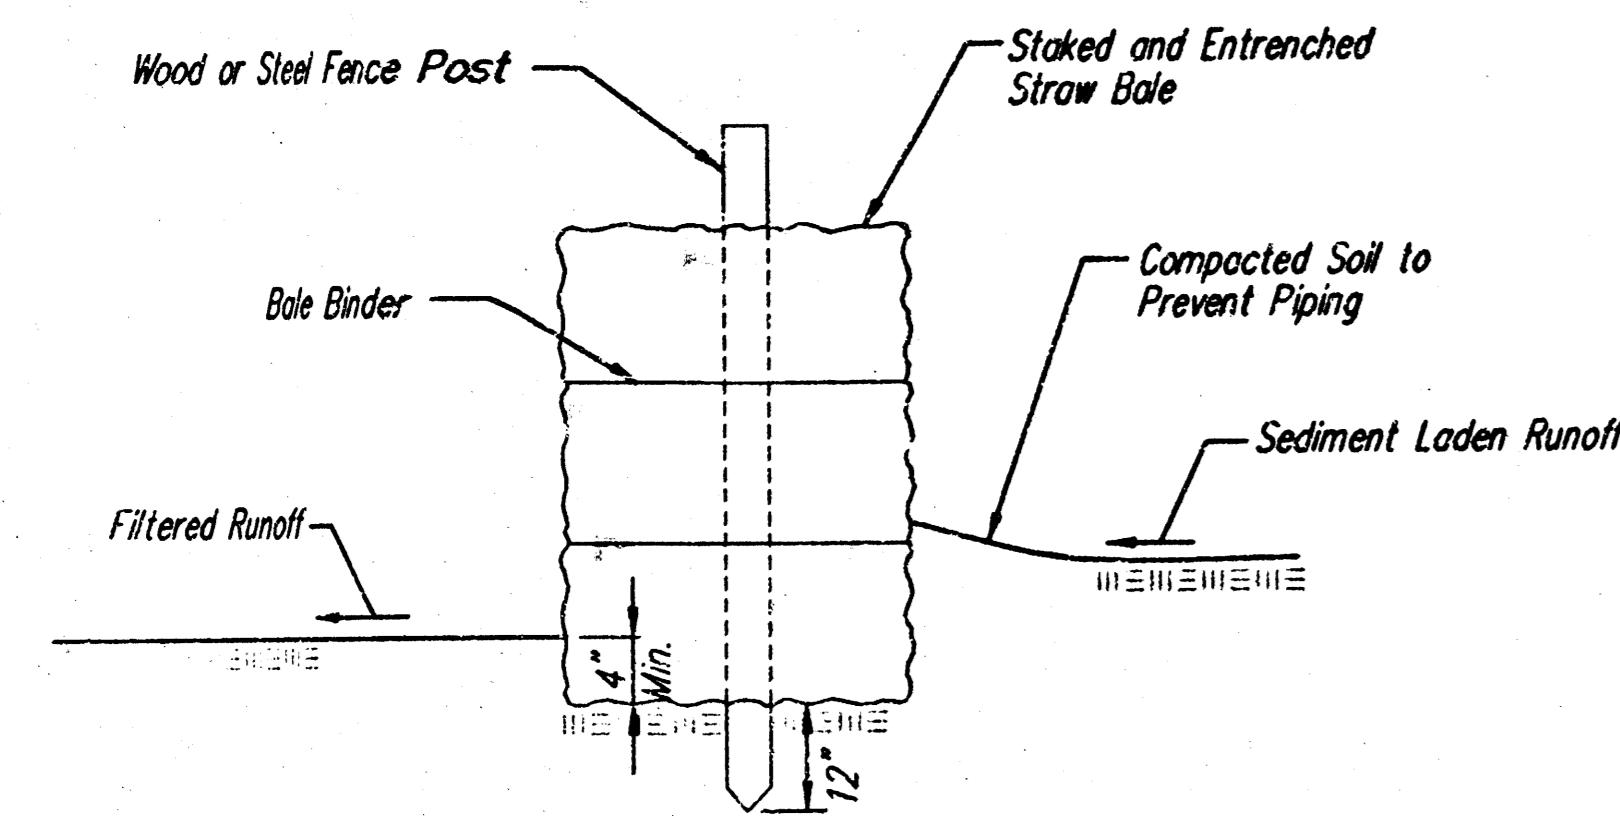 Wood or Steel Fence Post
Staked and Entrenched
Straw Bale
Bale Binder
Compacted Soil to
Prevent Piping
Sediment Laden Runoff
Filtered Runoff
4"
Min.
12"